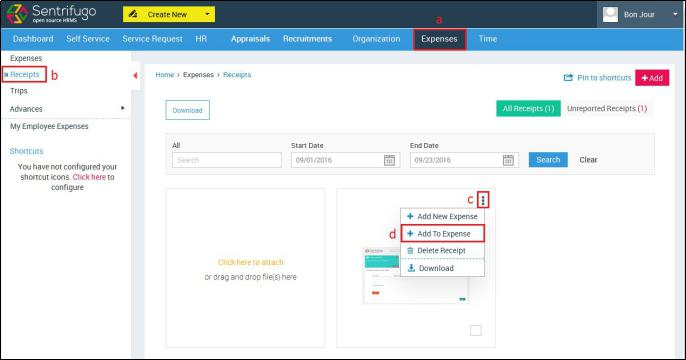 Sentrifugo
open source HRMS
Create New
Bon Jour
a
Dashboard Self Service Service Request HR Appraisals Recruitments Organization Expenses Time
Expenses
Receipts b
Trips
Advances
My Employee Expenses
Shortcuts
You have not configured your
shortcut icons. Click here to
configure
Home › Expenses › Receipts
Pin to shortcuts
+Add
Download
All Receipts (1) Unreported Receipts (1)
All Start Date End Date
Search 09/01/2016 09/23/2016 Search Clear
c
+ Add New Expense
d + Add To Expense
Delete Receipt
Download
Click here to attach
or drag and drop file(s) here